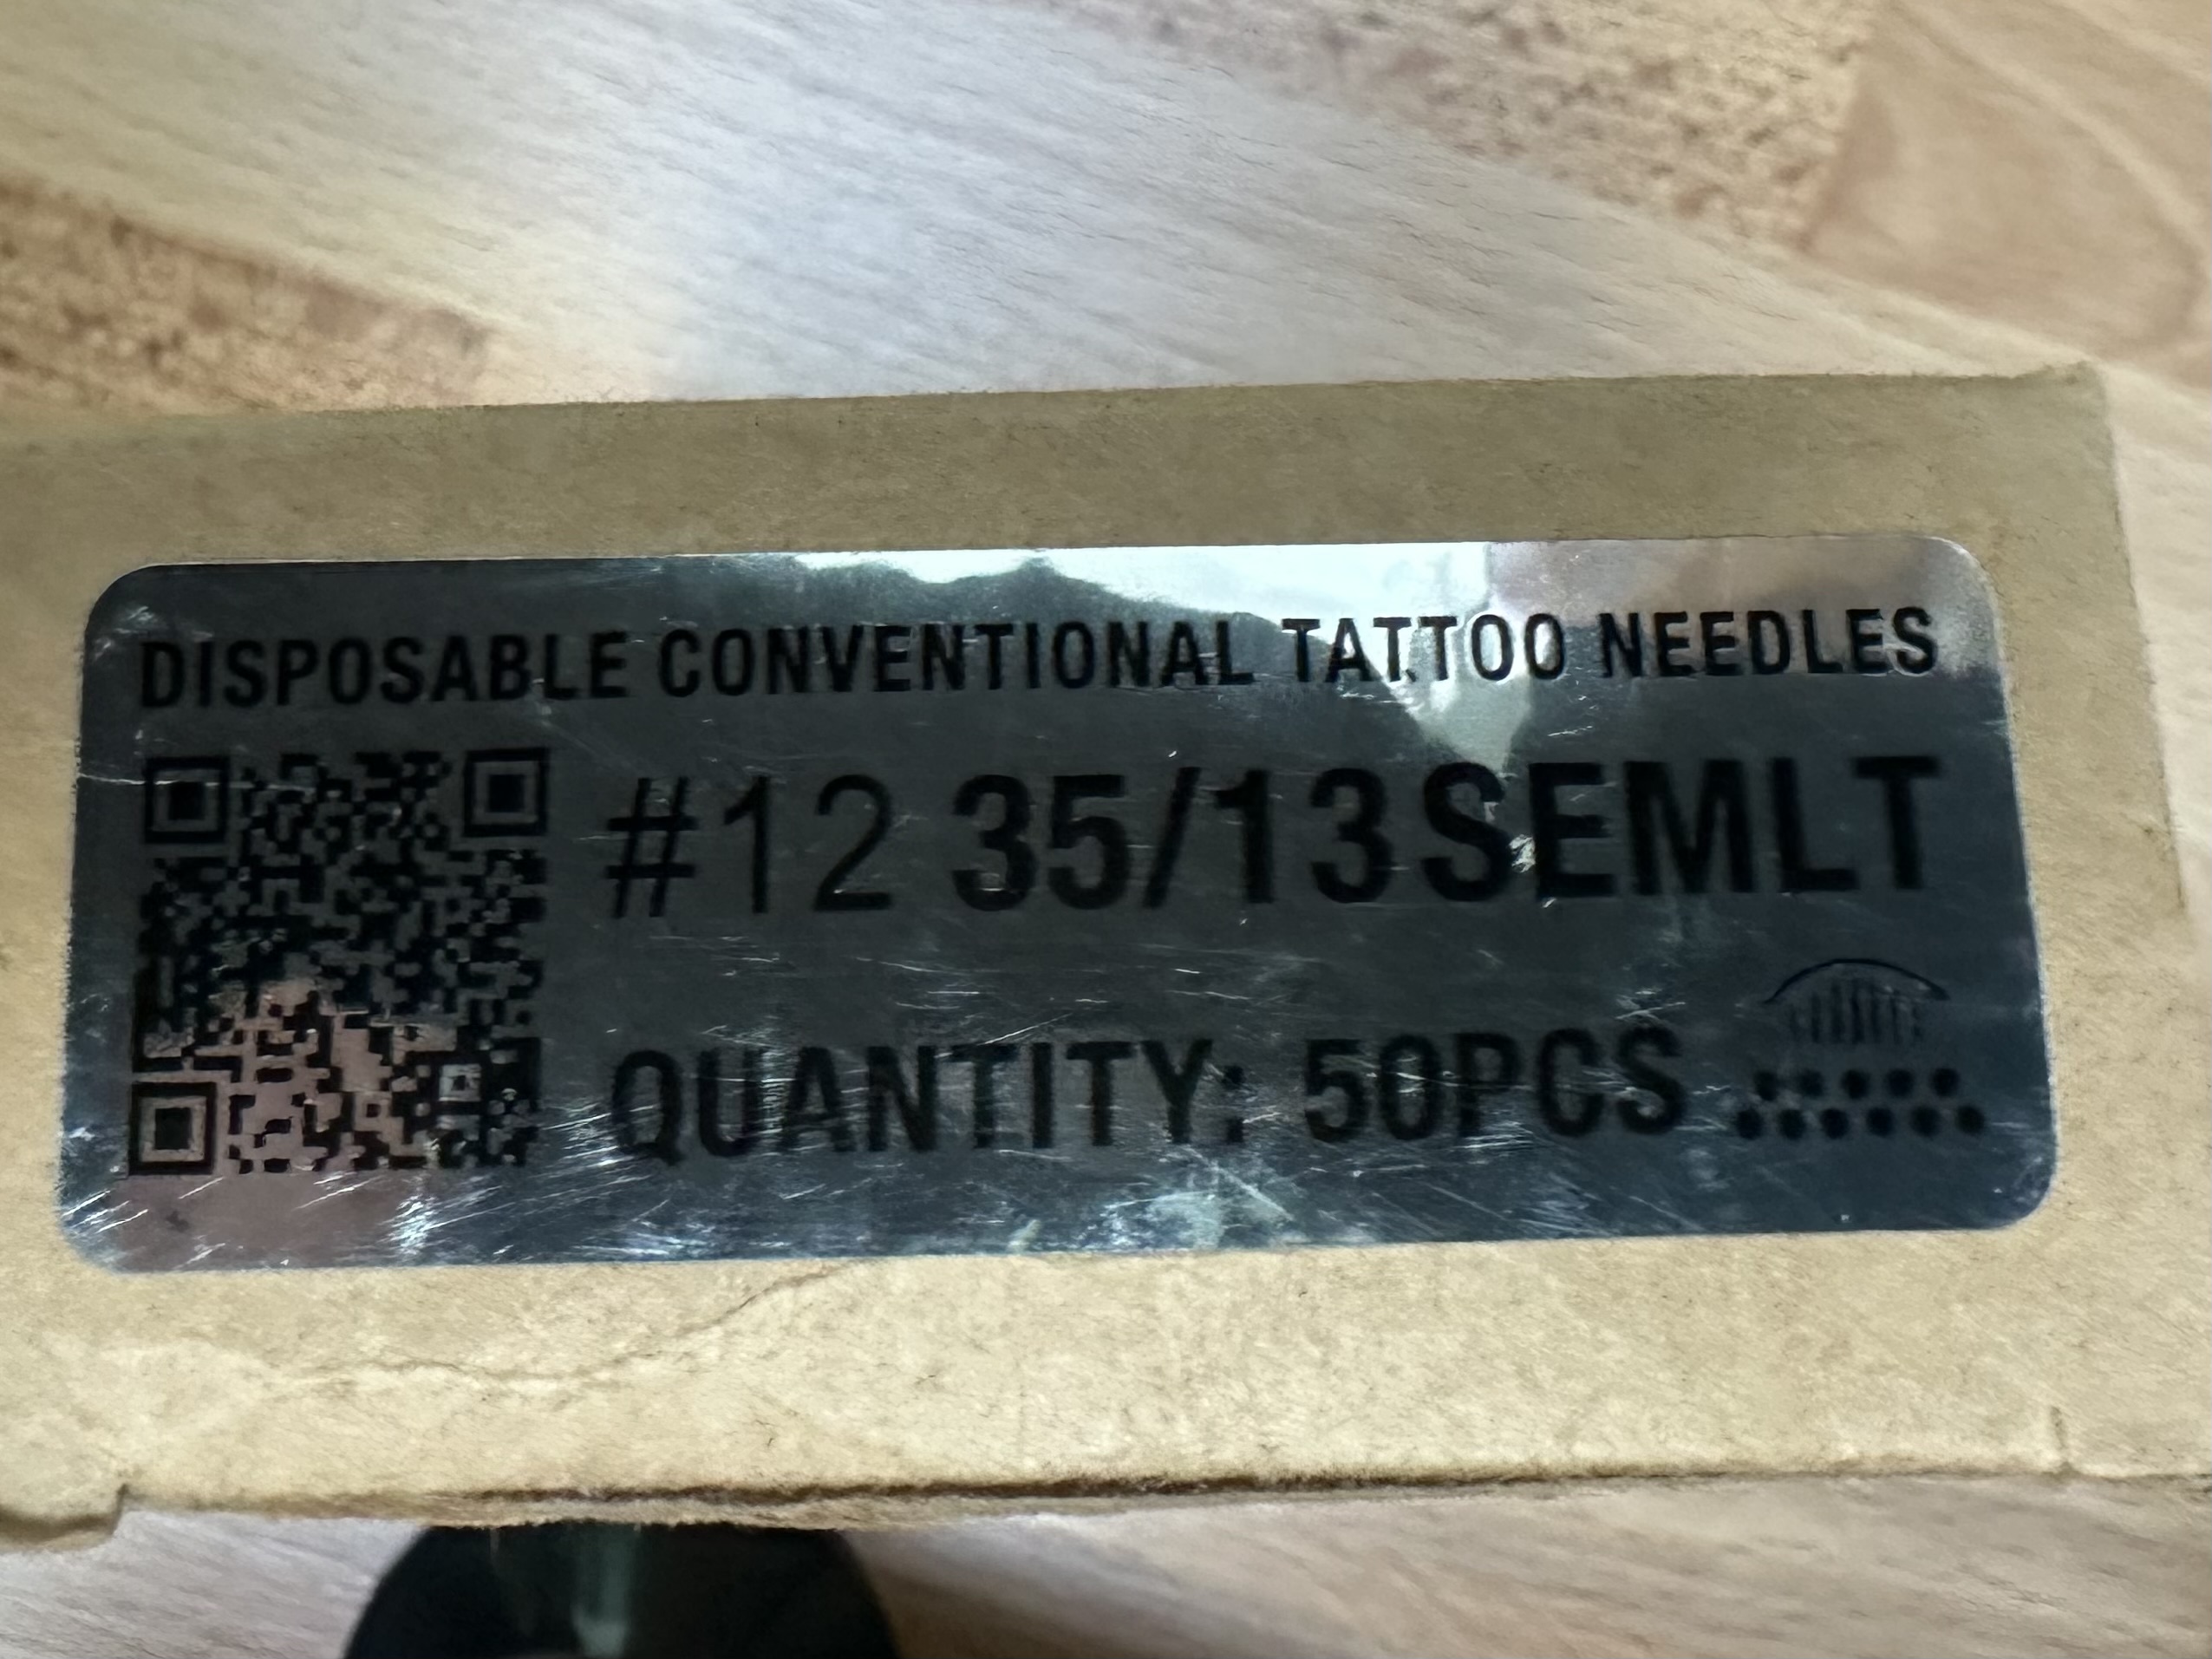 DISPOSABLE CONVENTIONAL TATTOO NEEDLES
#12 35/13SEMLT
QUANTITY: 50PCS